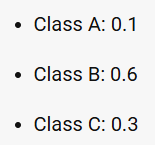 • Class A: 0.1
• Class B: 0.6
• Class C: 0.3